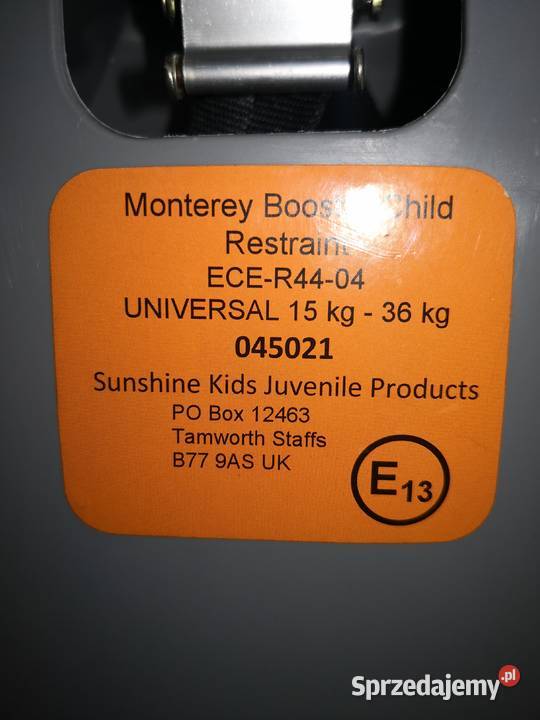 Monterey Booster Child
Restraint
ECE-R44-04
UNIVERSAL 15 kg - 36 kg
045021
Sunshine Kids Juvenile Products
PO Box 12463
Tamworth Staffs
B77 9AS UK
E13
Sprzedajemy.pl